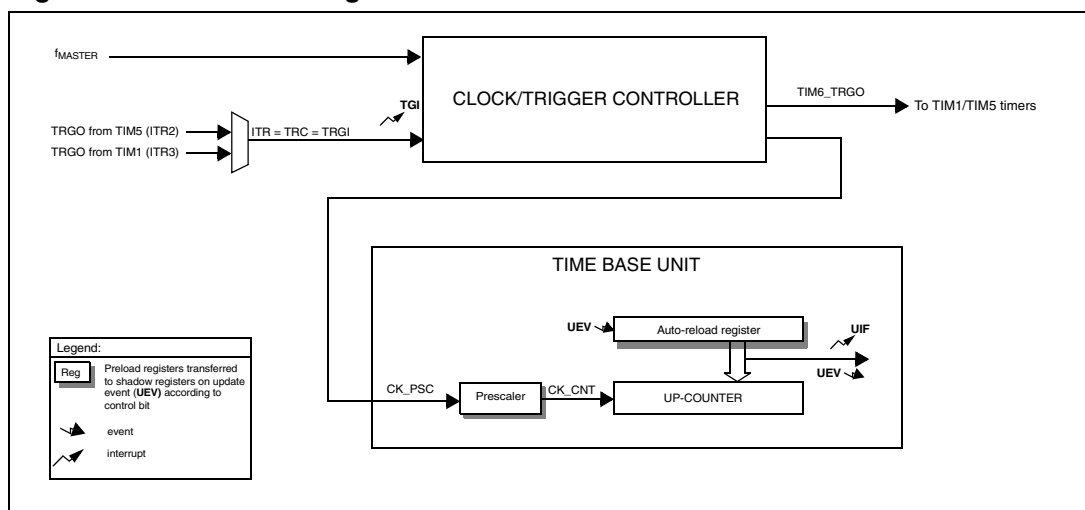 fMASTER
CLOCK/TRIGGER CONTROLLER
TIM6_TRGO
To TIM1/TIM5 timers
TGI
TRGO from TIM5 (ITR2)
ITR = TRC = TRGI
TRGO from TIM1 (ITR3)
TIME BASE UNIT
UEV
Auto-reload register
UIF
UEV
CK_PSC
Prescaler
CK_CNT
UP-COUNTER
Legend:
Reg
Preload registers transferred
to shadow registers on update
event (UEV) according to
control bit
event
interrupt